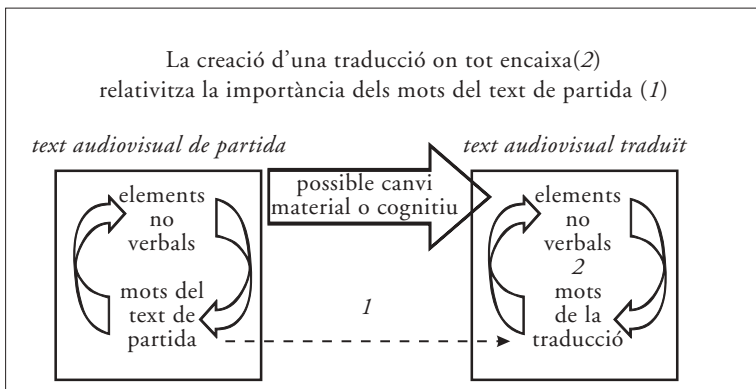 La creació d’una traducció on tot encaixa(2)
relativitza la importància dels mots del text de partida (1)
text audiovisual de partida
text audiovisual traduït
elements
no
verbals
mots del
text de
partida
possible canvi
material o cognitiu
1
elements
no
verbals
2
mots
de la
traducció